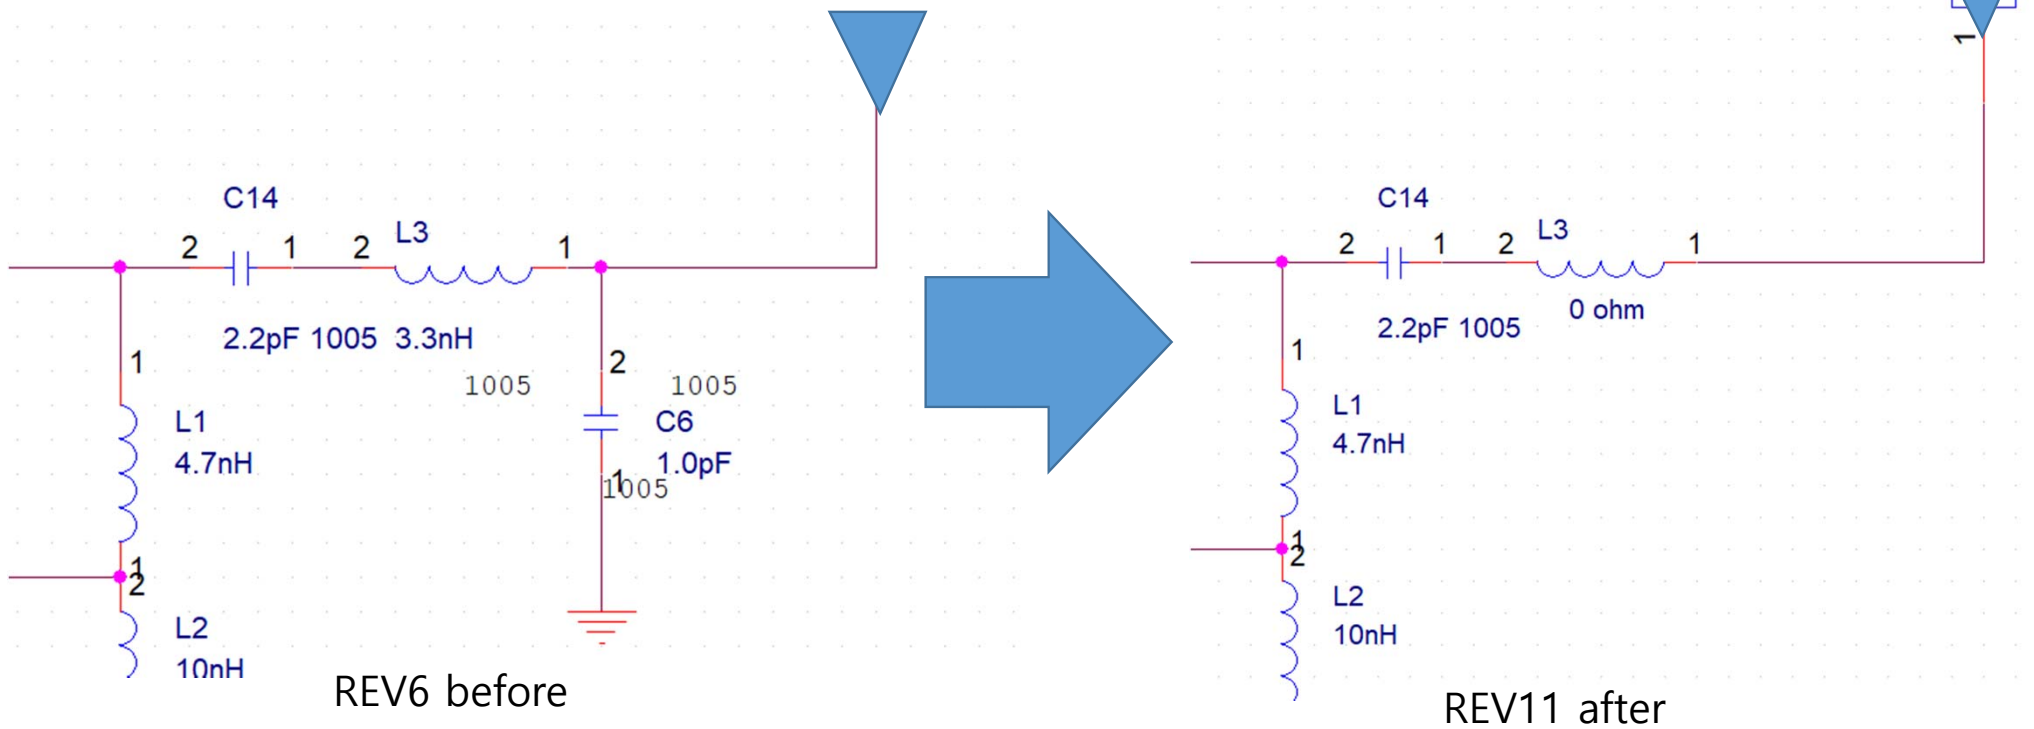 1
C14
L3
2 1 2 1
2.2pF 1005 3.3nH
1005 1005
1
2
L1
4.7nH
C6
1.0pF
1
1005
1
2
L2
10nH
REV6 before
C14
L3
2 1 2 1
0 ohm
2.2pF 1005
1
L1
4.7nH
1
2
L2
10nH
REV11 after